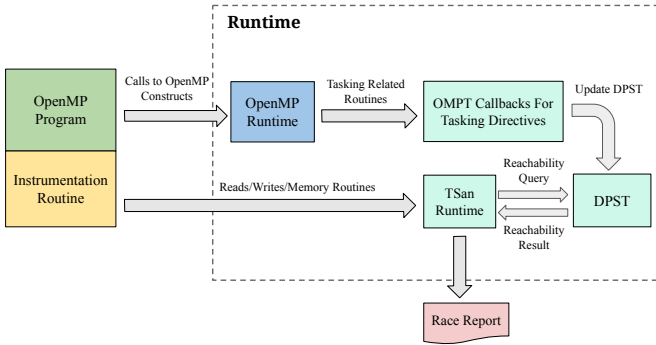 Runtime
Calls to OpenMP
Constructs
Tasking Related
Routines
Update DPST
OpenMP
Program
OpenMP
Runtime
OMPT Callbacks For
Tasking Directives
Instrumentation
Routine
Reads/Writes/Memory Routines
TSan
Runtime
Reachability
Query
Reachability
Result
DPST
Race Report